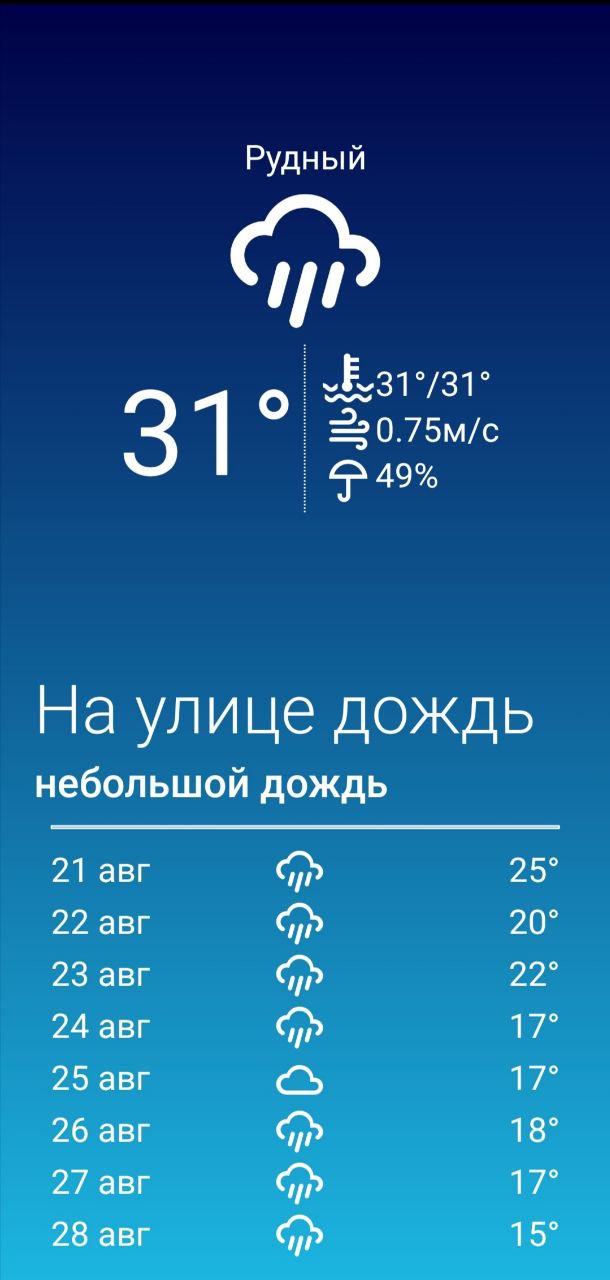 Рудный
31°
31°/31°
0.75м/с
49%
На улице дождь
небольшой дождь
21 авг 25°
22 авг 20°
23 авг 22°
24 авг 17°
25 авг 17°
26 авг 18°
27 авг 17°
28 авг 15°